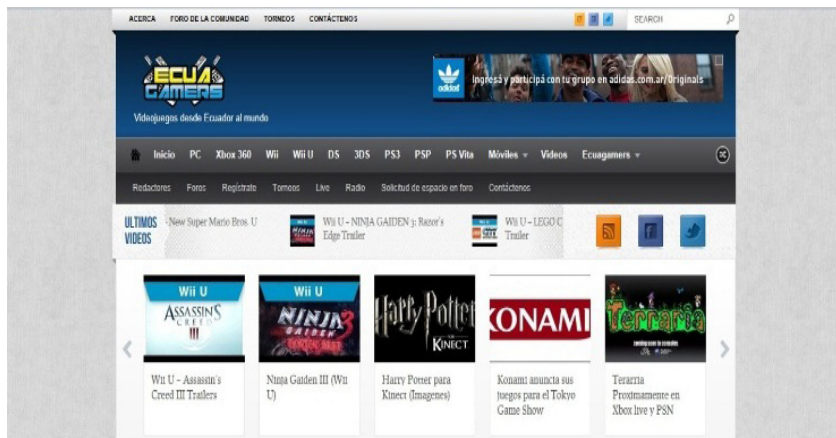 ACERCA FORO DE LA COMUNIDAD TORNEOS CONTÁCTENOS SEARCH
ECUA
GAMERS
Videojuegos desde Ecuador al mundo
adidas
Ingresá y participá con tu grupo en adidas.com.ar/Originals
Inicio PC Xbox 360 Wii Wii U DS 3DS PS3 PSP PS Vita Móviles Videos Ecuagamers
Redactores Foros Regístrate Torneos Live Radio Solicitud de espacio en foro Contáctenos
ULTIMOS
VIDEOS
New Super Mario Bros. U
Wii U – NINJA GAIDEN 3: Razor's
Edge Trailer
Wii U – LEGO C
Trailer
Wii U
ASSASSIN'S
CREED
III
Wii U
NINJA
GAIDEN
3
Harry Potter
KINECT
KONAMI
Terraria
Wii U – Assassin's
Creed III Trailers
Ninja Gaiden III (Wii
U)
Harry Potter para
Kinect (Imagenes)
Konami anuncia sus
juegos para el Tokyo
Game Show
Terarria
Proximamente en
Xbox live y PSN